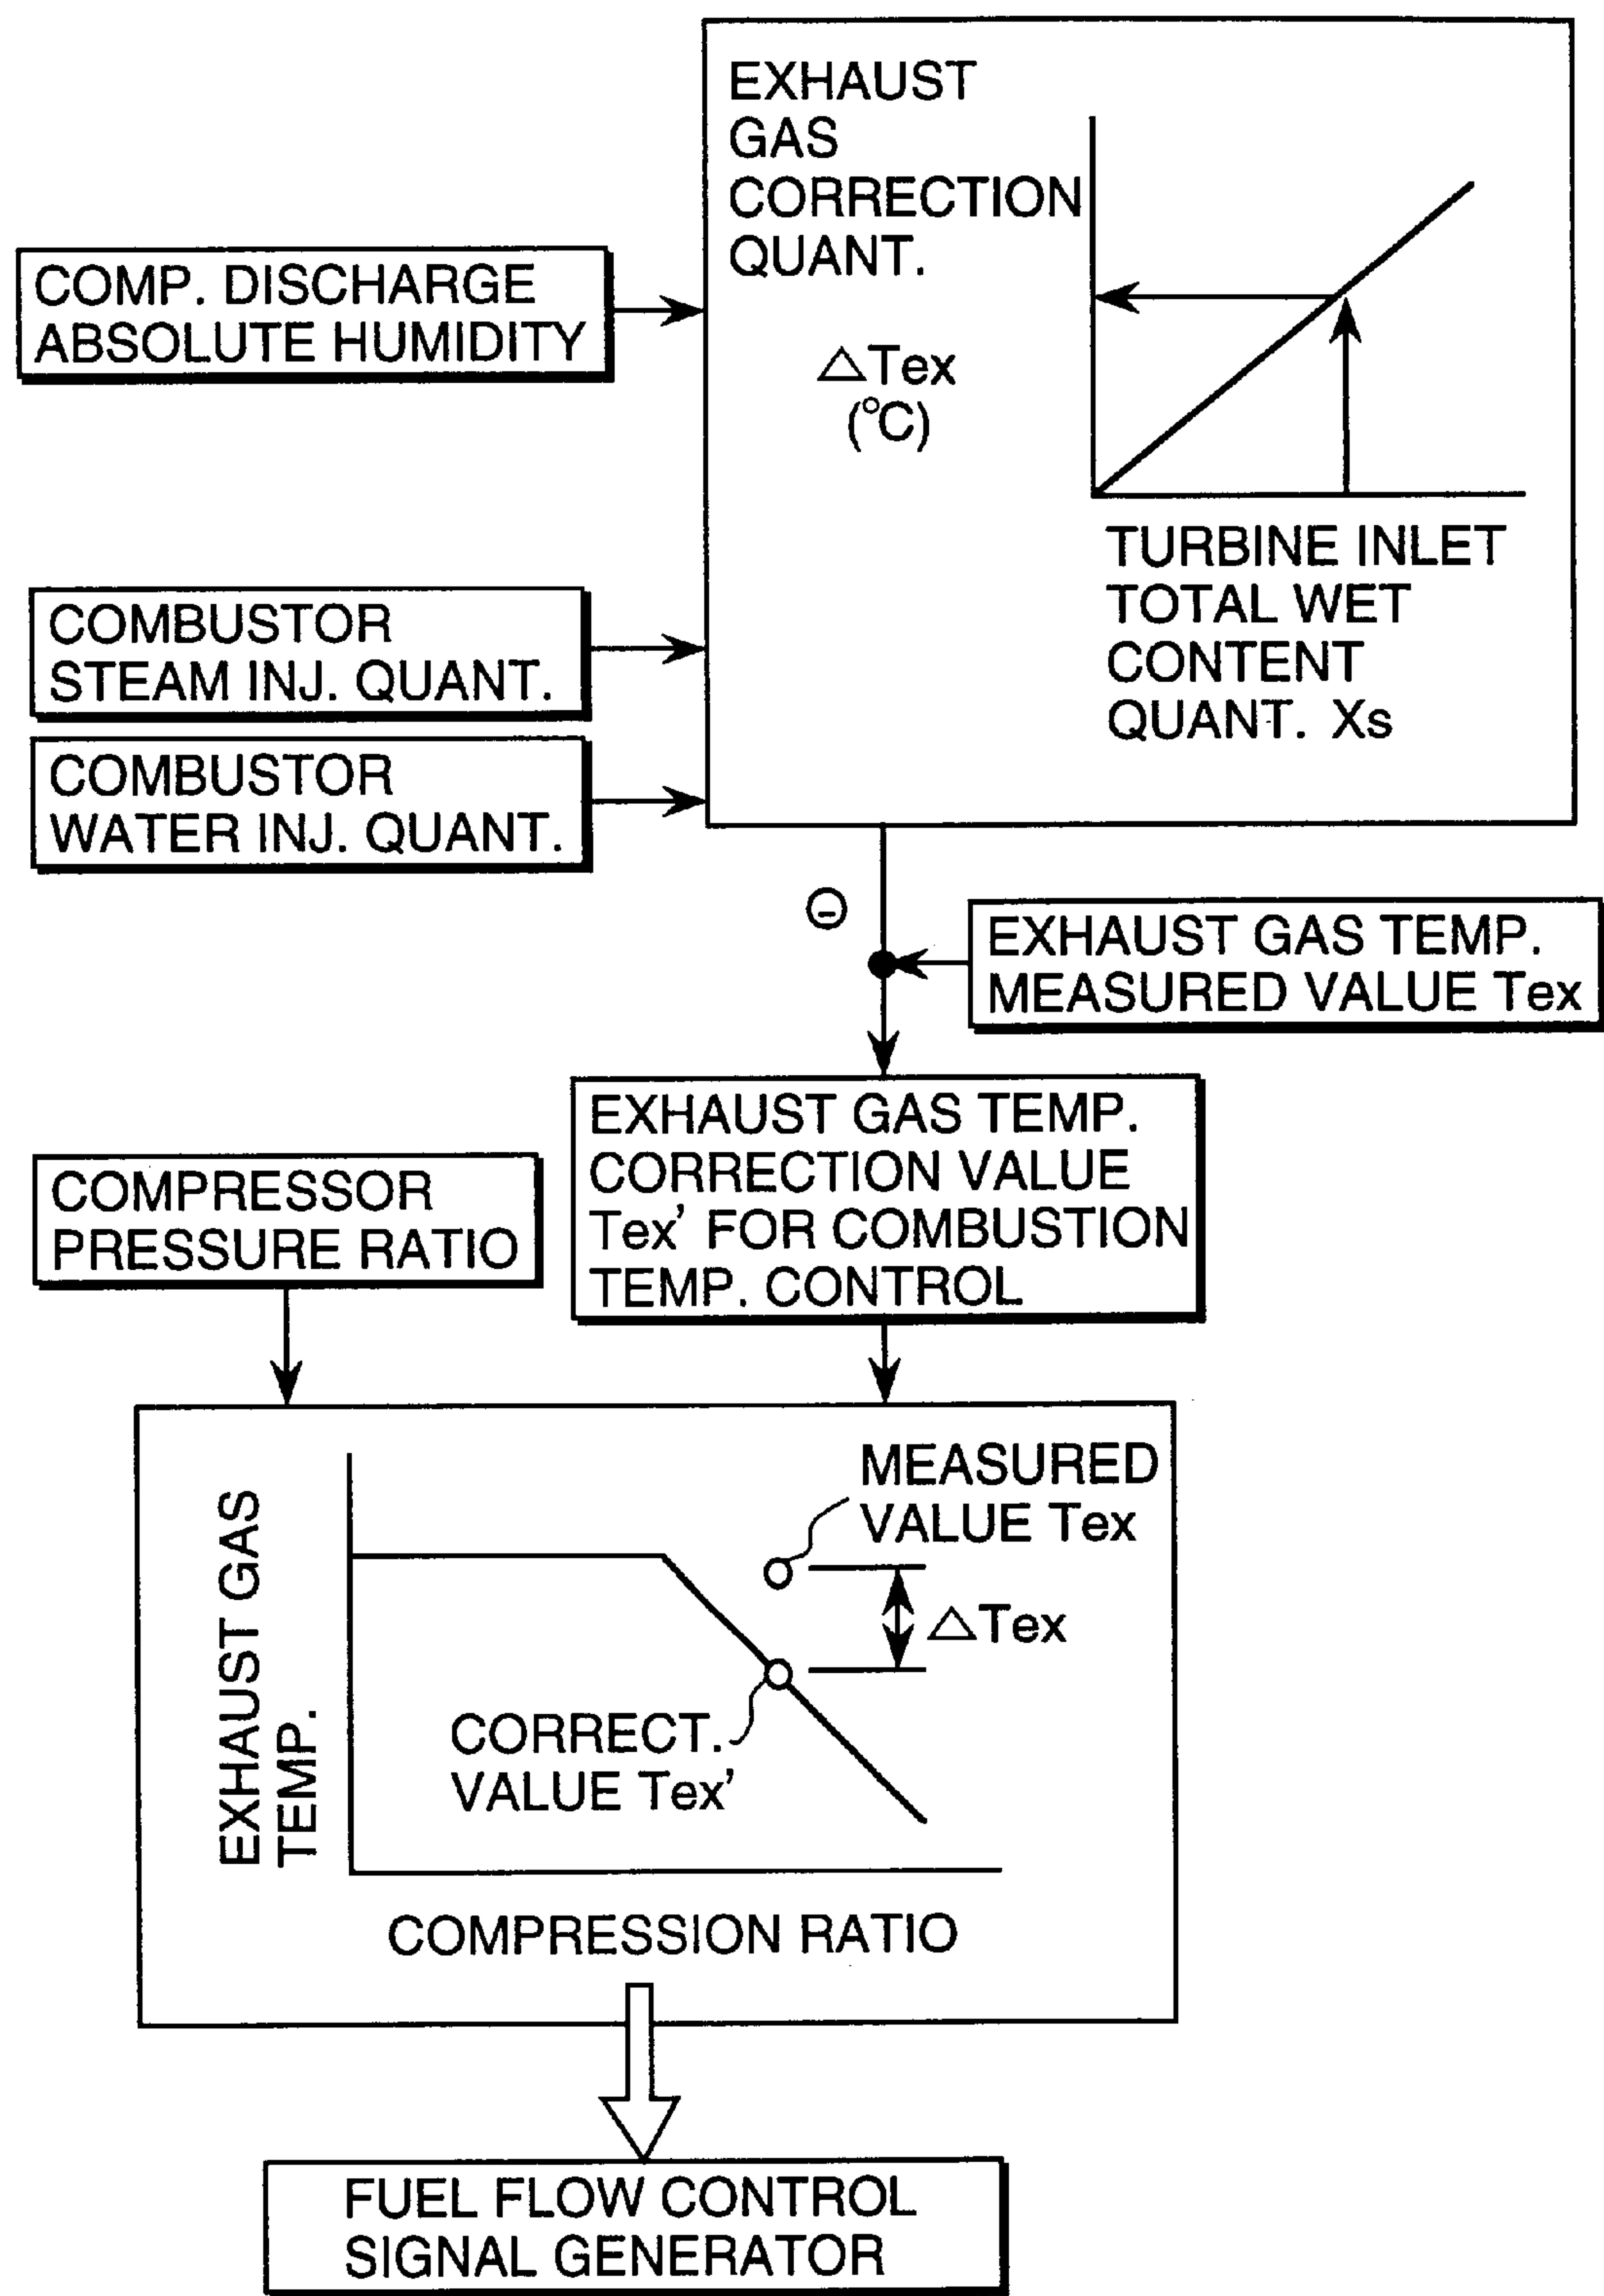 EXHAUST
GAS
CORRECTION
QUANT.
△Tex
(°C)
TURBINE INLET
TOTAL WET
CONTENT
QUANT. Xs
COMP. DISCHARGE
ABSOLUTE HUMIDITY
COMBUSTOR
STEAM INJ. QUANT.
COMBUSTOR
WATER INJ. QUANT.
⊖
EXHAUST GAS TEMP.
MEASURED VALUE Tex
EXHAUST GAS TEMP.
CORRECTION VALUE
Tex' FOR COMBUSTION
TEMP. CONTROL
COMPRESSOR
PRESSURE RATIO
EXHAUST GAS
TEMP.
MEASURED
VALUE Tex
△Tex
CORRECT.
VALUE Tex'
COMPRESSION RATIO
FUEL FLOW CONTROL
SIGNAL GENERATOR